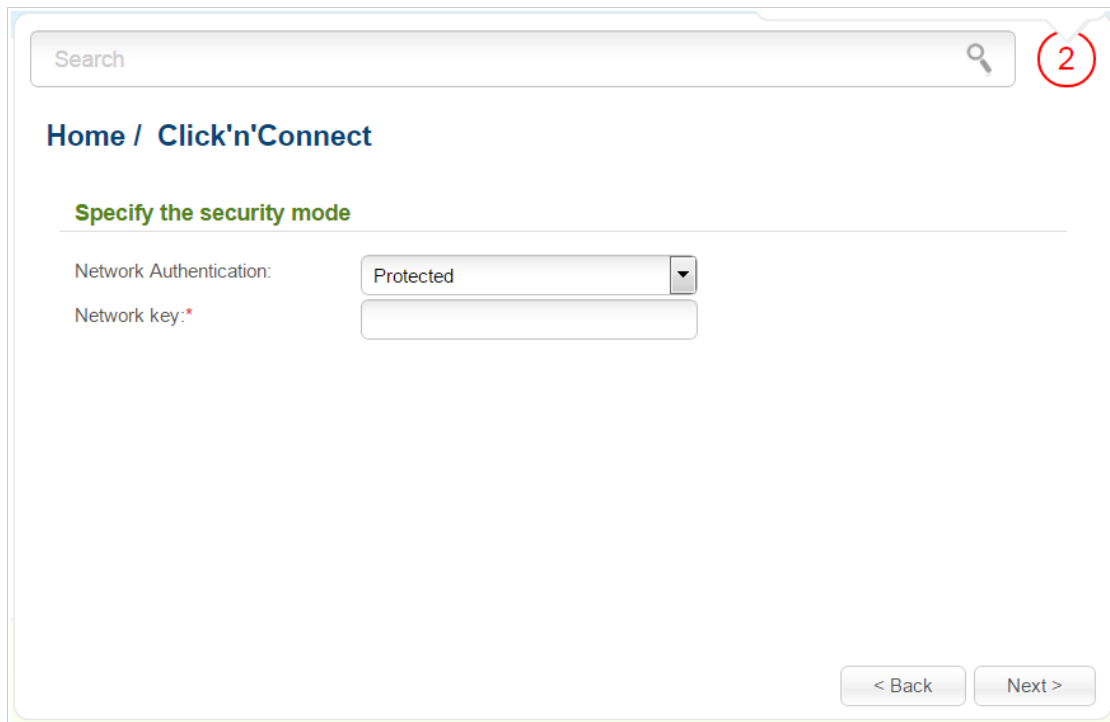 Search
2
Home / Click'n'Connect
Specify the security mode
Network Authentication: Protected
Network key:*
< Back Next >